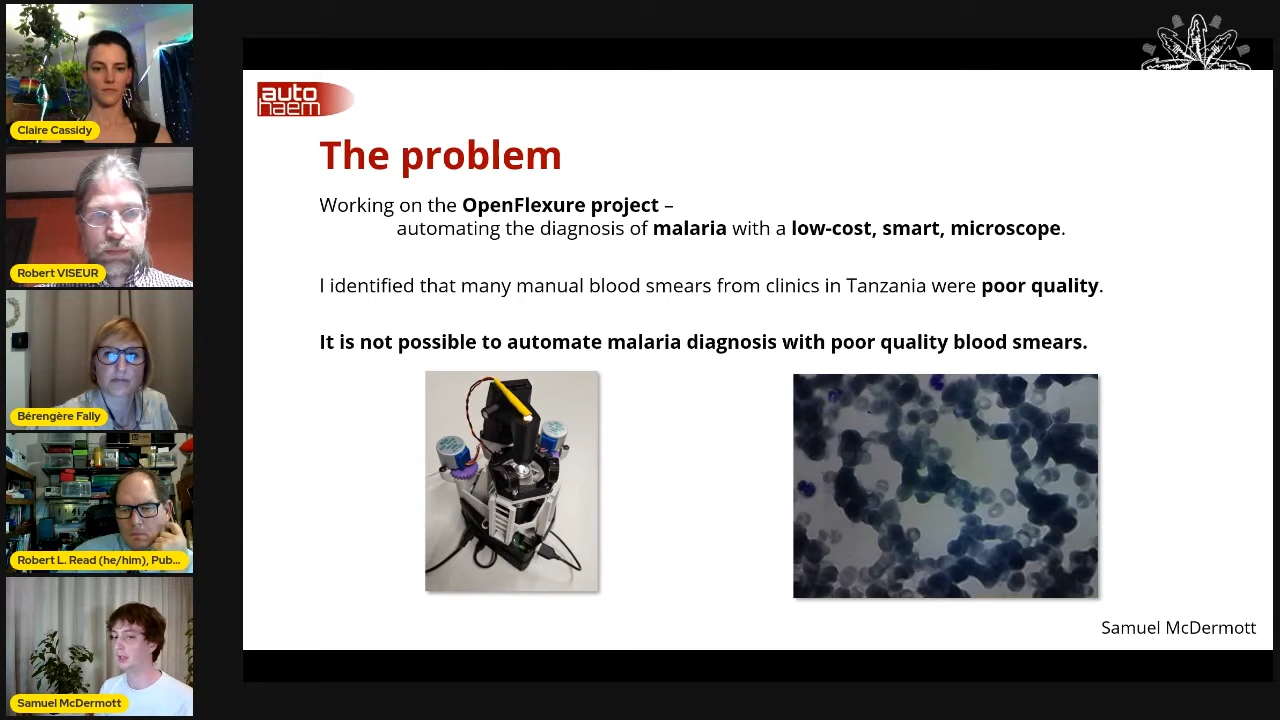 Claire Cassidy
Robert VISEUR
Bérengère Fally
Robert L. Read (he/him), Pub...
Samuel McDermott
auto
haem
The problem
Working on the OpenFlexure project –
automating the diagnosis of malaria with a low-cost, smart, microscope.
I identified that many manual blood smears from clinics in Tanzania were poor quality.
It is not possible to automate malaria diagnosis with poor quality blood smears.
Samuel McDermott